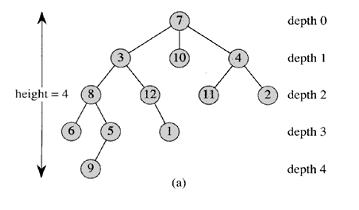 7 depth 0
3 10 4 depth 1
height = 4 8 12 11 2 depth 2
6 5 1 depth 3
9 depth 4
(a)